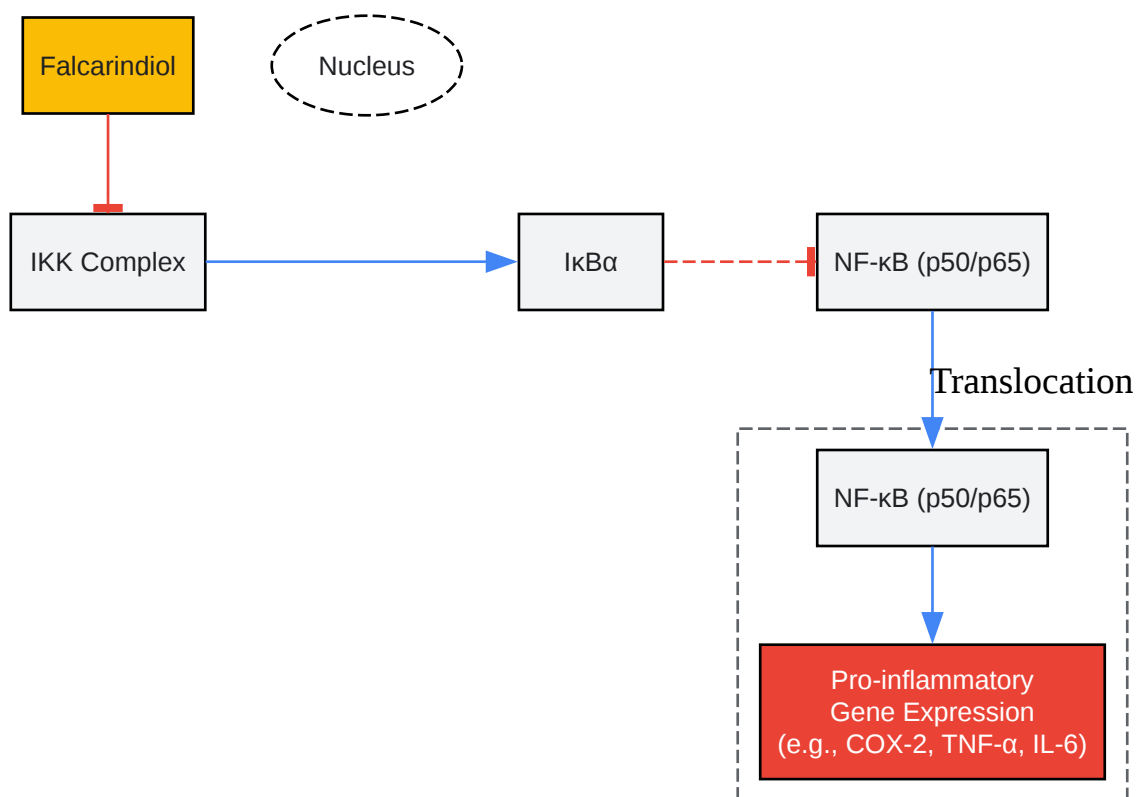 Falcarindiol
Nucleus
IKK Complex
IκBα
NF-κB (p50/p65)
Translocation
NF-κB (p50/p65)
Pro-inflammatory
Gene Expression
(e.g., COX-2, TNF-α, IL-6)